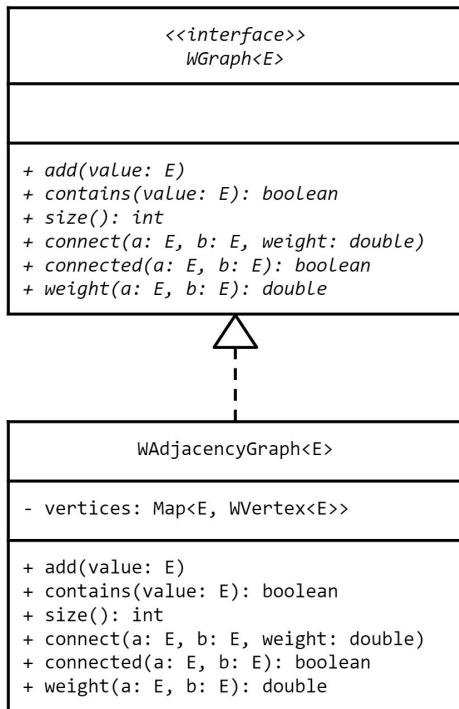 <<interface>>
WGraph<E>
+ add(value: E)
+ contains(value: E): boolean
+ size(): int
+ connect(a: E, b: E, weight: double)
+ connected(a: E, b: E): boolean
+ weight(a: E, b: E): double
WAdjacencyGraph<E>
- vertices: Map<E, WVertex<E>>
+ add(value: E)
+ contains(value: E): boolean
+ size(): int
+ connect(a: E, b: E, weight: double)
+ connected(a: E, b: E): boolean
+ weight(a: E, b: E): double